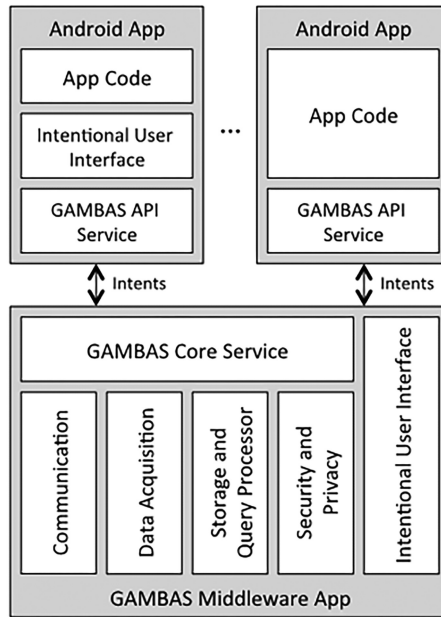 Android App
App Code
Intentional User
Interface
GAMBAS API
Service
...
Android App
App Code
GAMBAS API
Service
Intents
Intents
GAMBAS Core Service
Communication
Data Acquisition
Storage and
Query Processor
Security and
Privacy
Intentional User Interface
GAMBAS Middleware App